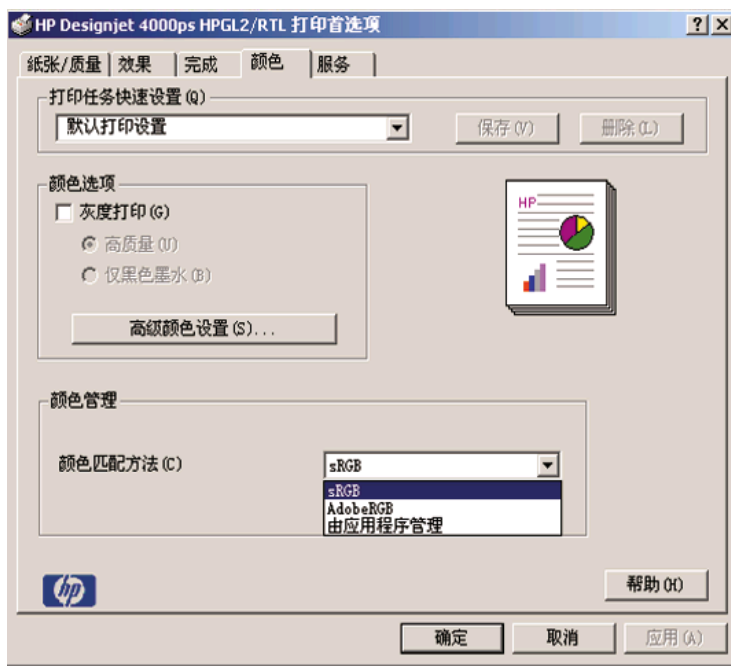 HP Designjet 4000ps HPGL2/RTL 打印首选项
纸张/质量 效果 完成 颜色 服务
打印任务快速设置(Q)
默认打印设置 保存(V) 删除(L)
颜色选项
灰度打印(G)
高质量(U)
仅黑色墨水(B)
高级颜色设置(S)...
HP
颜色管理
颜色匹配方法(C) sRGB
sRGB
AdobeRGB
由应用程序管理
hp
帮助(H)
确定 取消 应用(A)